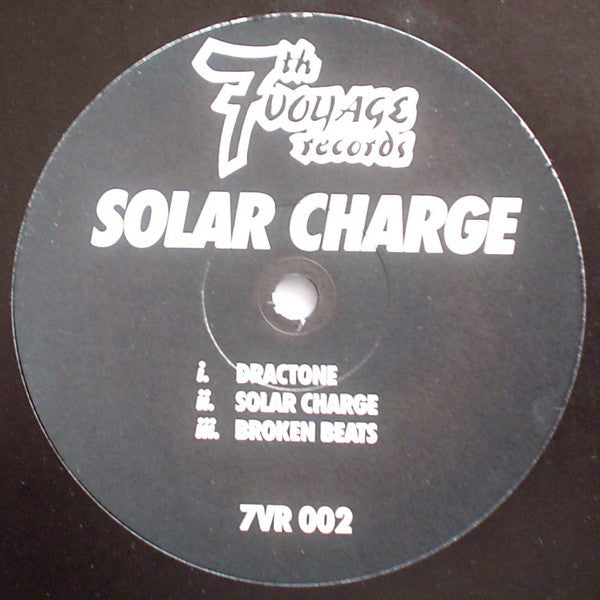 7th
VOYAGE
records
SOLAR CHARGE
i. DRACTONE
ii. SOLAR CHARGE
iii. BROKEN BEATS
7VR 002